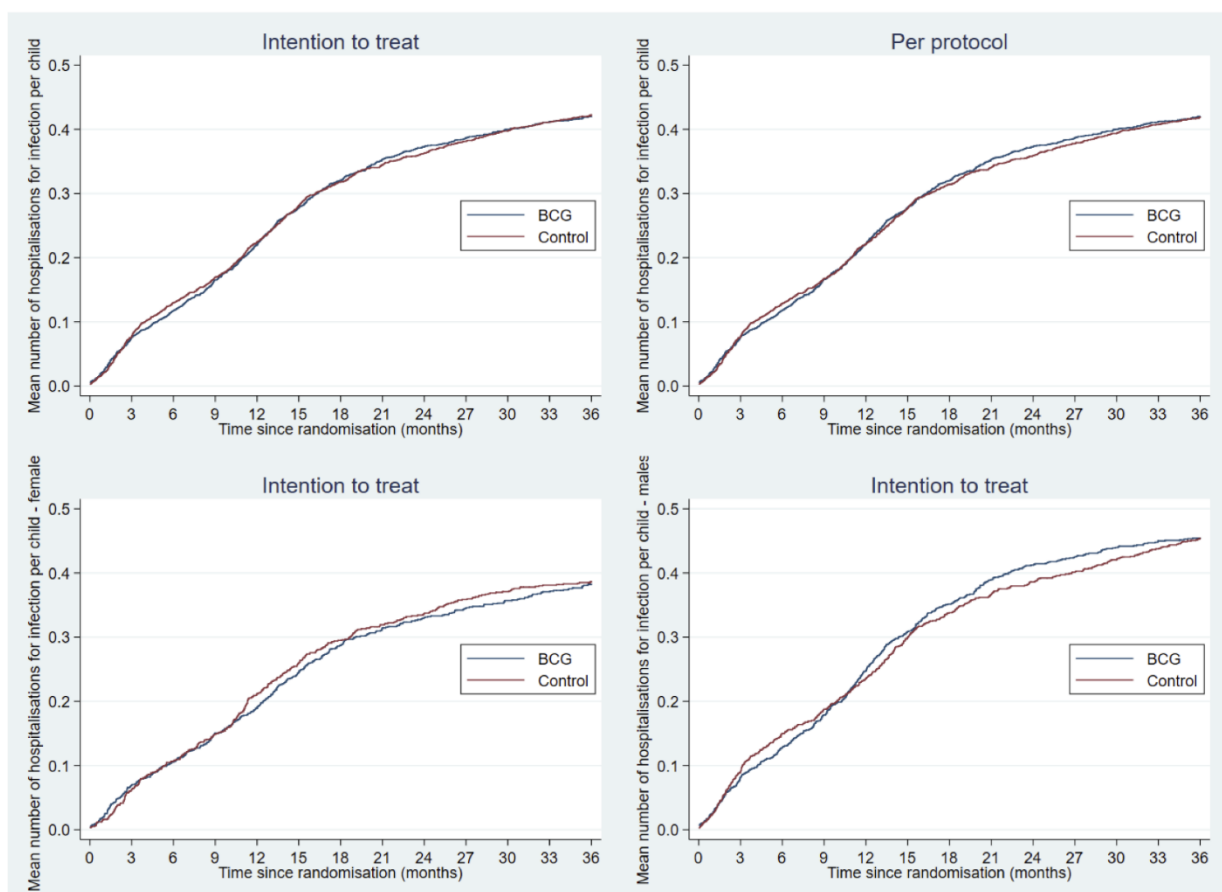 Intention to treat
Mean number of hospitalisations for infection per child
0.5
0.4
0.3
0.2
0.1
0.0
BCG
Control
0 3 6 9 12 15 18 21 24 27 30 33 36
Time since randomisation (months)
Per protocol
Mean number of hospitalisations for infection per child
0.5
0.4
0.3
0.2
0.1
0.0
BCG
Control
0 3 6 9 12 15 18 21 24 27 30 33 36
Time since randomisation (months)
Intention to treat
Mean number of hospitalisations for infection per child - female
0.5
0.4
0.3
0.2
0.1
0.0
BCG
Control
0 3 6 9 12 15 18 21 24 27 30 33 36
Time since randomisation (months)
Intention to treat
Mean number of hospitalisations for infection per child - males
0.5
0.4
0.3
0.2
0.1
0.0
BCG
Control
0 3 6 9 12 15 18 21 24 27 30 33 36
Time since randomisation (months)